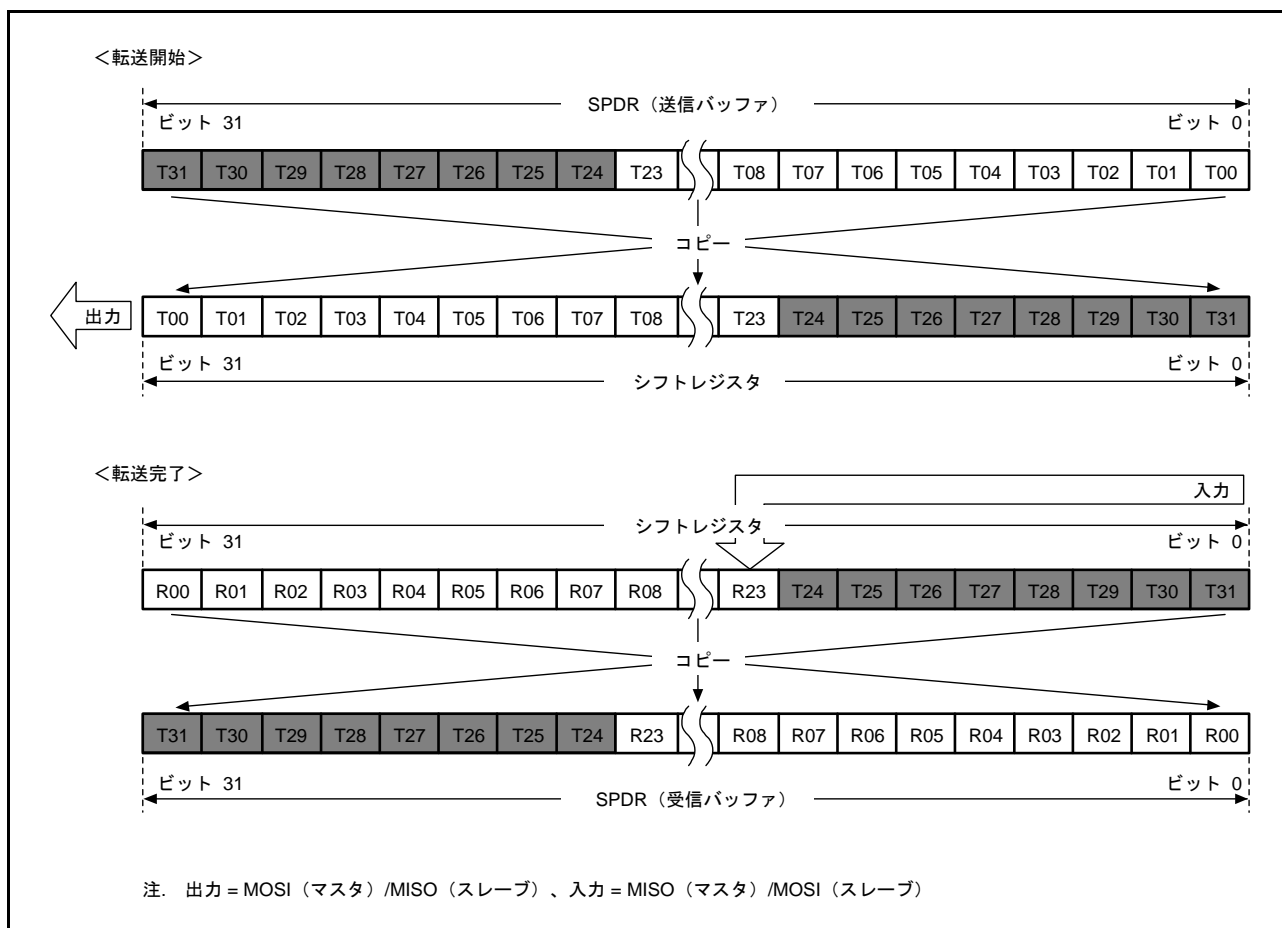 <転送開始>
SPDR（送信バッファ）
ビット 31 ビット 0
T31 T30 T29 T28 T27 T26 T25 T24 T23 T08 T07 T06 T05 T04 T03 T02 T01 T00
コピー
出力 T00 T01 T02 T03 T04 T05 T06 T07 T08 T23 T24 T25 T26 T27 T28 T29 T30 T31
ビット 31 ビット 0
シフトレジスタ
<転送完了>
入力
シフトレジスタ
ビット 31 ビット 0
R00 R01 R02 R03 R04 R05 R06 R07 R08 R23 T24 T25 T26 T27 T28 T29 T30 T31
コピー
T31 T30 T29 T28 T27 T26 T25 T24 R23 R08 R07 R06 R05 R04 R03 R02 R01 R00
ビット 31 ビット 0
SPDR（受信バッファ）
注. 出力 = MOSI（マスタ）/MISO（スレーブ）、入力 = MISO（マスタ）/MOSI（スレーブ）